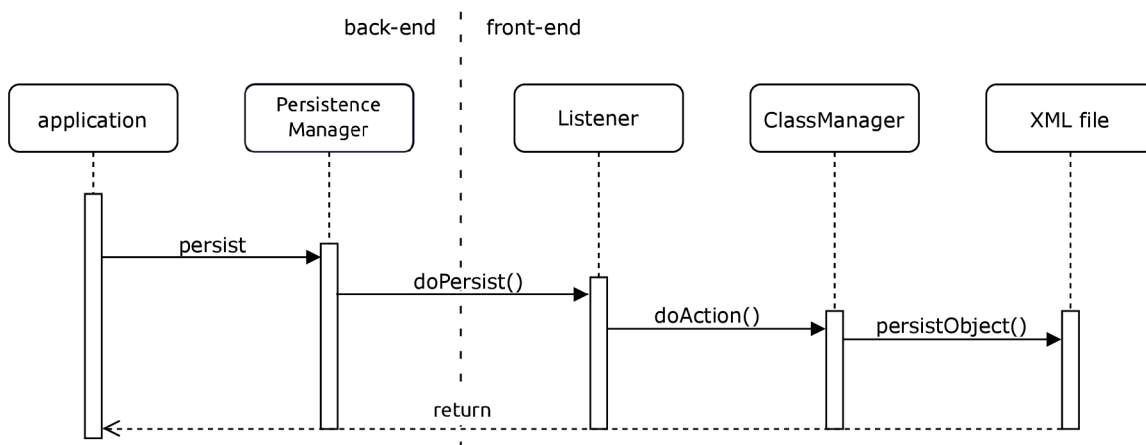 back-end
front-end
application
Persistence
Manager
Listener
ClassManager
XML file
persist
doPersist()
doAction()
persistObject()
return